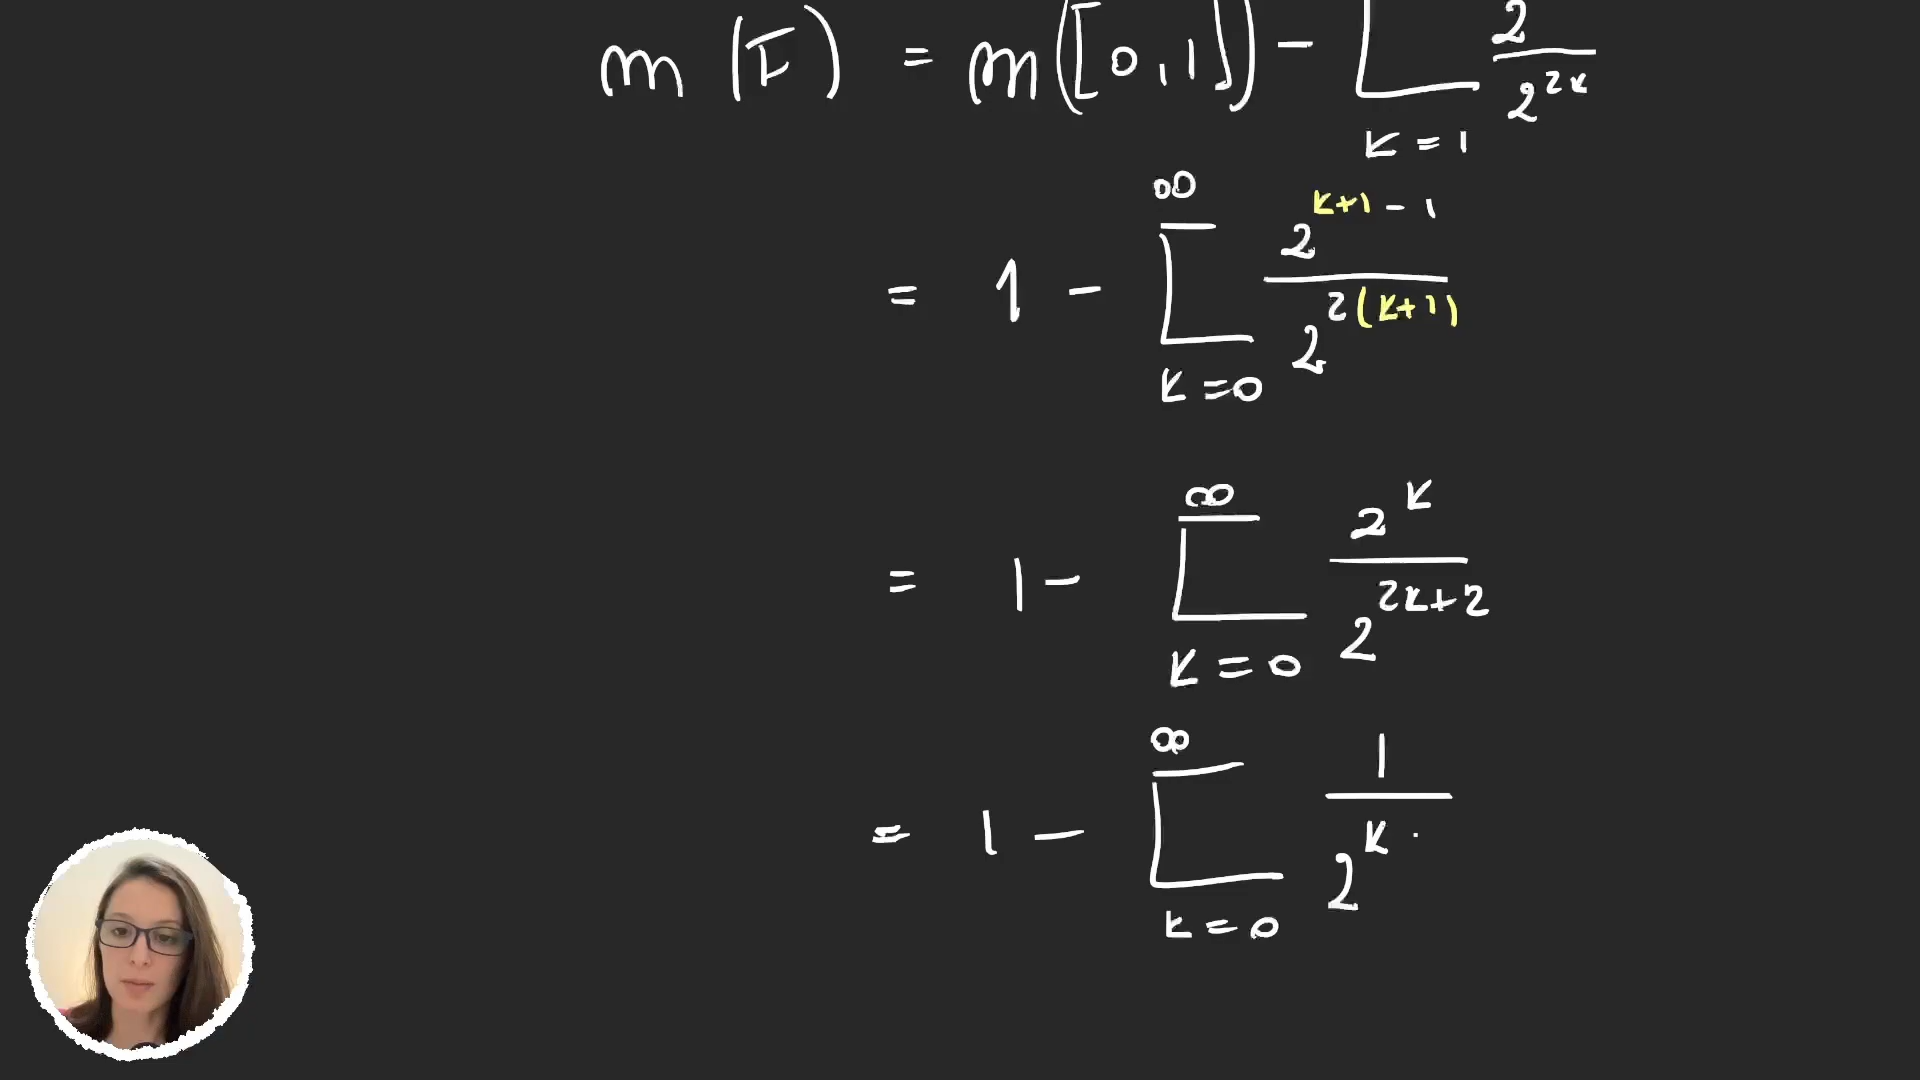 m(F) = m([0,1]) - ∑_{k=1} 2/2^{2k}
= 1 - ∑_{k=0}^{∞} 2^{k+1-1}/2^{2(k+1)}
= 1 - ∑_{k=0}^{∞} 2^{k}/2^{2k+2}
= 1 - ∑_{k=0}^{∞} 1/2^{k ·}